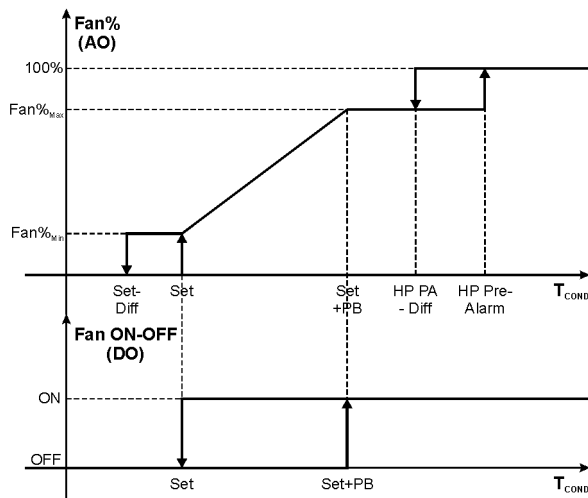 Fan%
(AO)
100%
Fan%Max
Fan%Min
Set-
Diff
Set
Set
+PB
HP PA
- Diff
HP Pre-
Alarm
TCOND
Fan ON-OFF
(DO)
ON
OFF
Set
Set+PB
TCOND